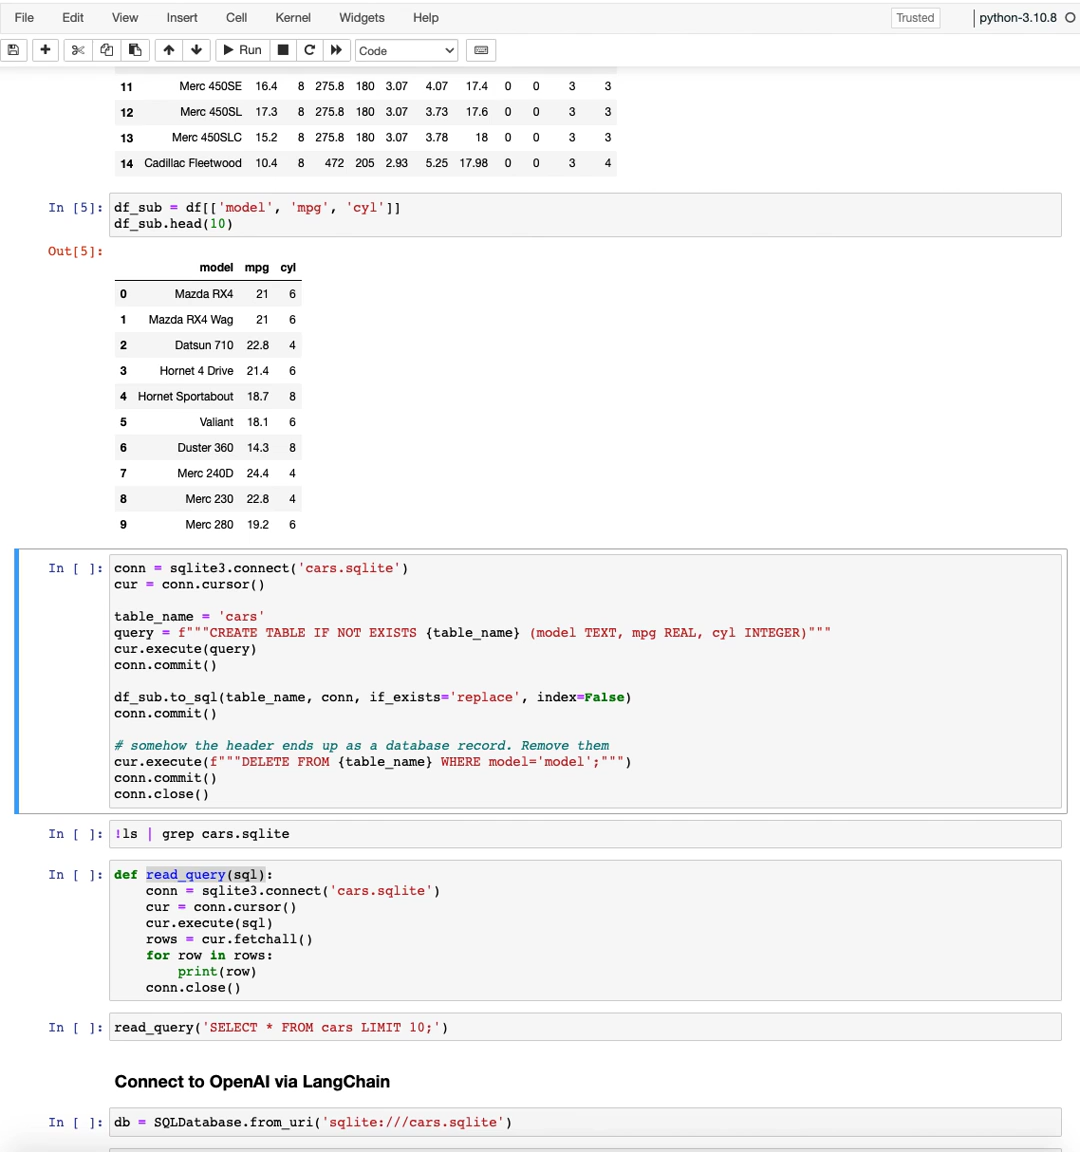 File Edit View Insert Cell Kernel Widgets Help Trusted python-3.10.8
Run Code
11 Merc 450SE 16.4 8 275.8 180 3.07 4.07 17.4 0 0 3 3
12 Merc 450SL 17.3 8 275.8 180 3.07 3.73 17.6 0 0 3 3
13 Merc 450SLC 15.2 8 275.8 180 3.07 3.78 18 0 0 3 3
14 Cadillac Fleetwood 10.4 8 472 205 2.93 5.25 17.98 0 0 3 4
In [5]: df_sub = df[['model', 'mpg', 'cyl']]
df_sub.head(10)
Out[5]:
model mpg cyl
0 Mazda RX4 21 6
1 Mazda RX4 Wag 21 6
2 Datsun 710 22.8 4
3 Hornet 4 Drive 21.4 6
4 Hornet Sportabout 18.7 8
5 Valiant 18.1 6
6 Duster 360 14.3 8
7 Merc 240D 24.4 4
8 Merc 230 22.8 4
9 Merc 280 19.2 6
In [ ]: conn = sqlite3.connect('cars.sqlite')
cur = conn.cursor()
table_name = 'cars'
query = f"""CREATE TABLE IF NOT EXISTS {table_name} (model TEXT, mpg REAL, cyl INTEGER)"""
cur.execute(query)
conn.commit()
df_sub.to_sql(table_name, conn, if_exists='replace', index=False)
conn.commit()
# somehow the header ends up as a database record. Remove them
cur.execute(f"""DELETE FROM {table_name} WHERE model='model';""")
conn.commit()
conn.close()
In [ ]: !ls | grep cars.sqlite
In [ ]: def read_query(sql):
conn = sqlite3.connect('cars.sqlite')
cur = conn.cursor()
cur.execute(sql)
rows = cur.fetchall()
for row in rows:
print(row)
conn.close()
In [ ]: read_query('SELECT * FROM cars LIMIT 10;')
Connect to OpenAI via LangChain
In [ ]: db = SQLDatabase.from_uri('sqlite:///cars.sqlite')